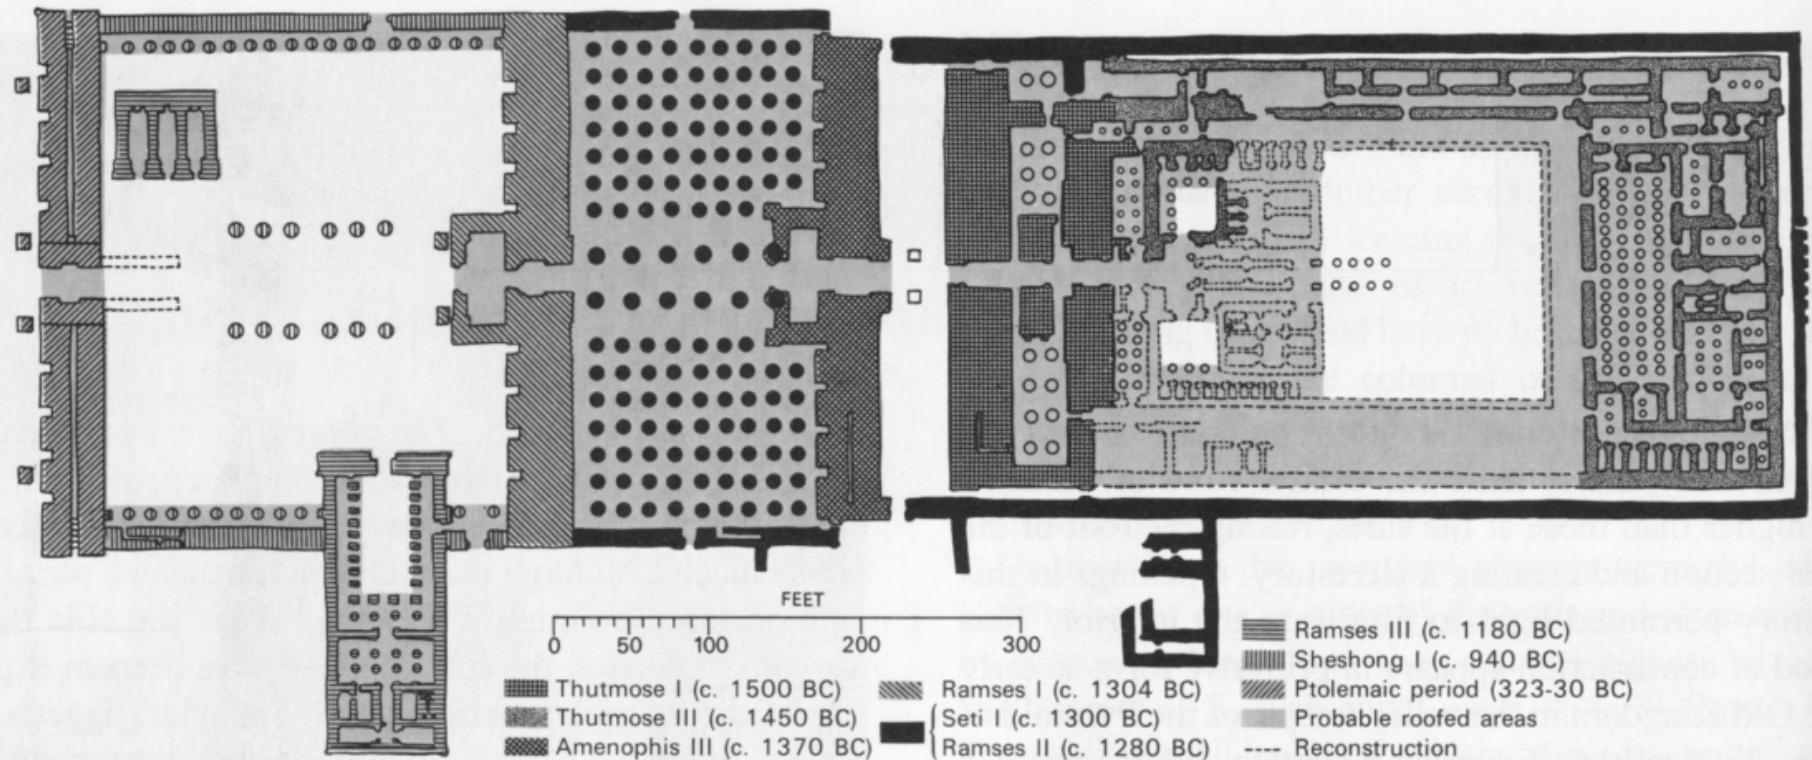 FEET
0 50 100 200 300
Thutmose I (c. 1500 BC)
Thutmose III (c. 1450 BC)
Amenophis III (c. 1370 BC)
Ramses I (c. 1304 BC)
Seti I (c. 1300 BC)
Ramses II (c. 1280 BC)
Ramses III (c. 1180 BC)
Sheshong I (c. 940 BC)
Ptolemaic period (323-30 BC)
Probable roofed areas
Reconstruction